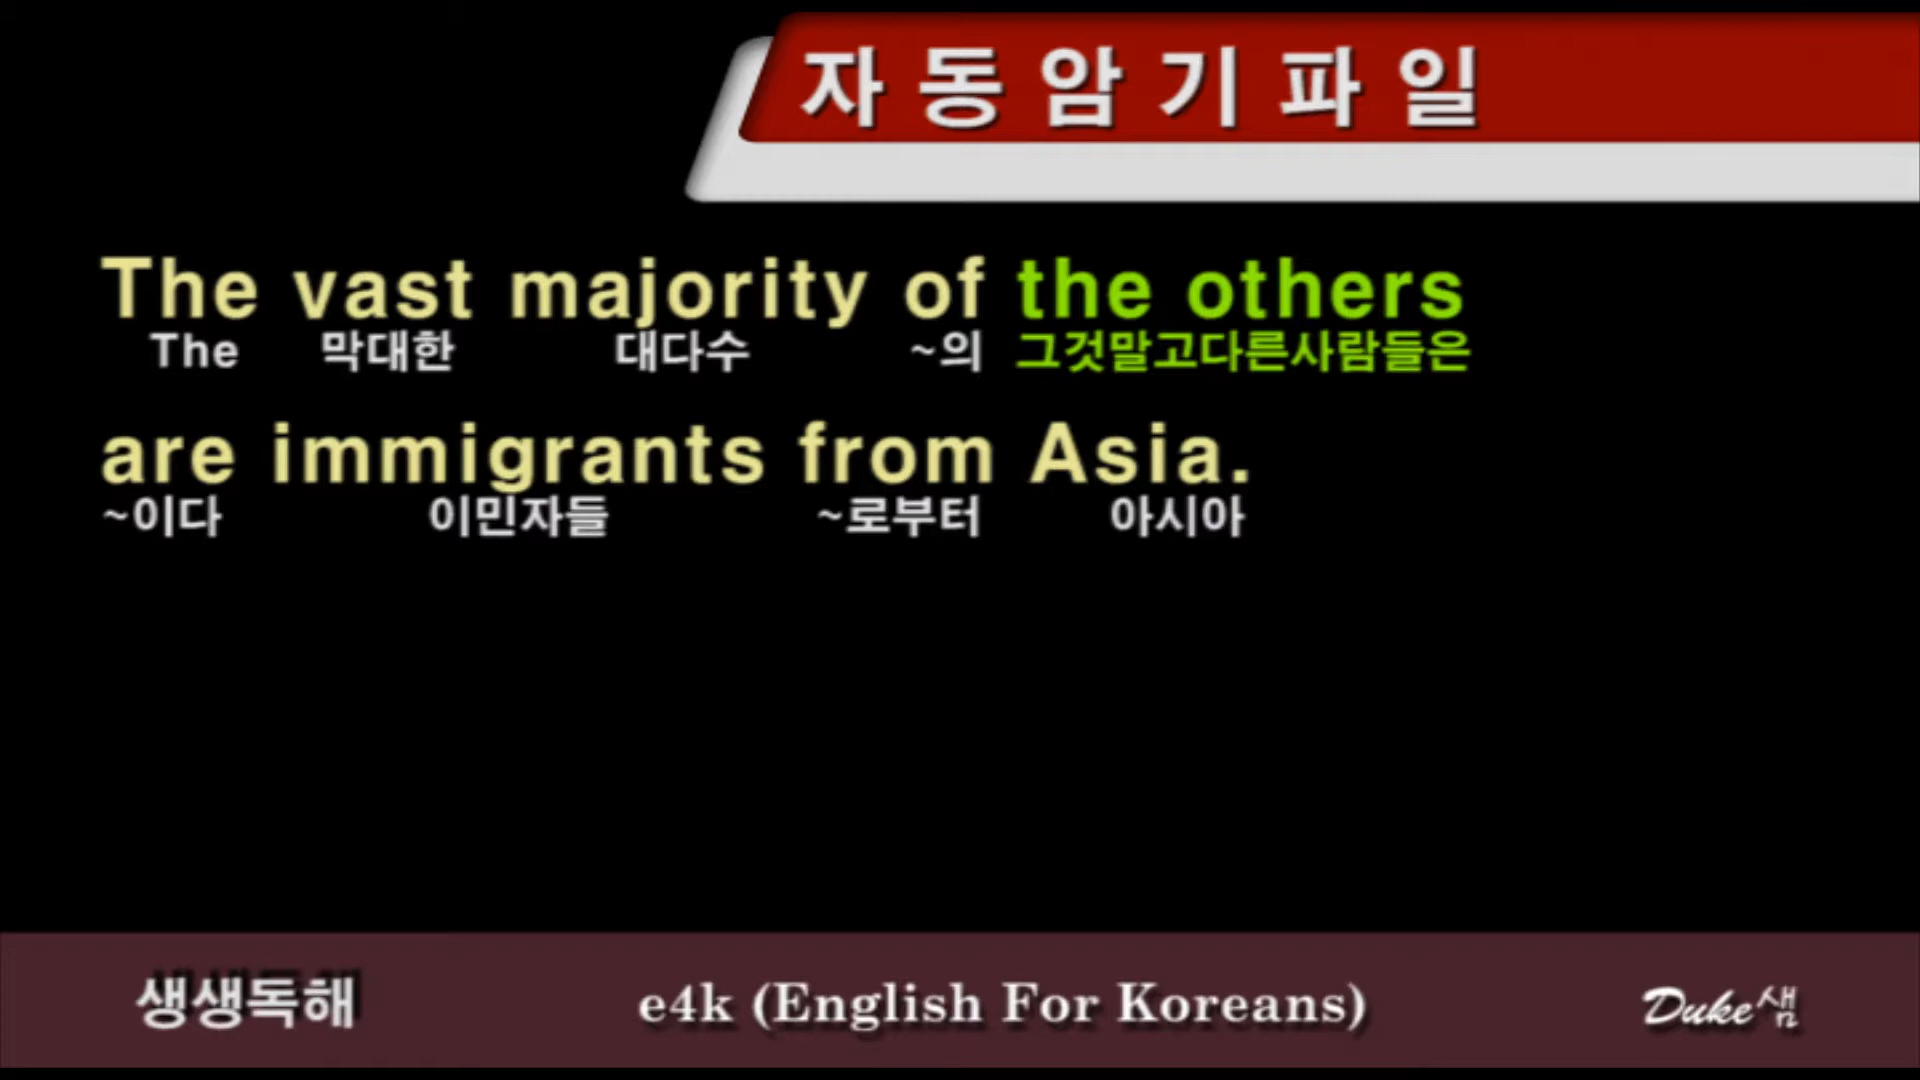 자동암기파일
The vast majority of the others
The 막대한 대다수 ~의 그것말고다른사람들은
are immigrants from Asia.
~이다 이민자들 ~로부터 아시아
생생독해 e4k (English For Koreans) Duke샘